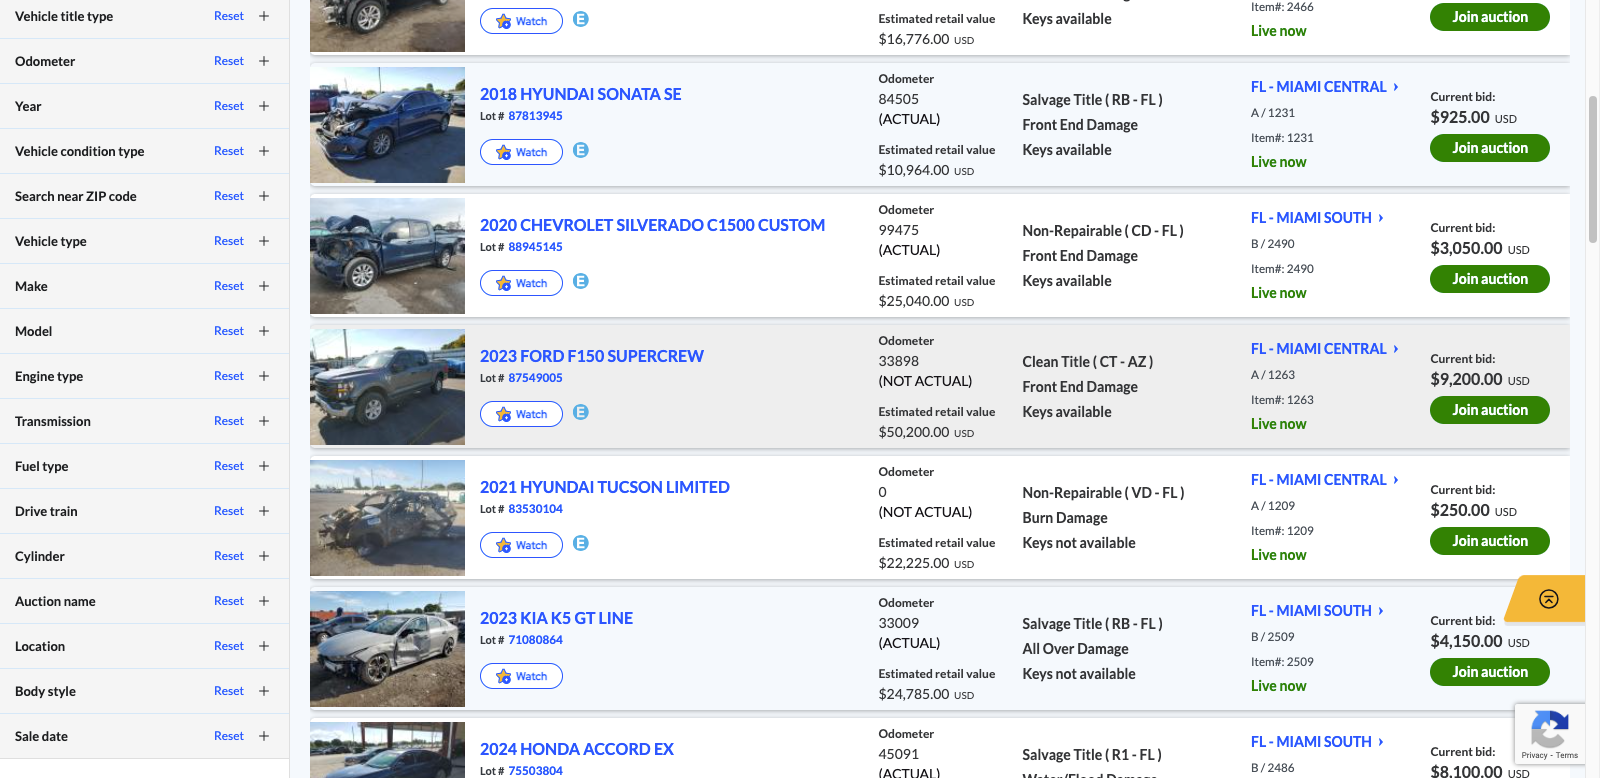 Vehicle title type Reset
Odometer Reset
Year Reset
Vehicle condition type Reset
Search near ZIP code Reset
Vehicle type Reset
Make Reset
Model Reset
Engine type Reset
Transmission Reset
Fuel type Reset
Drive train Reset
Cylinder Reset
Auction name Reset
Location Reset
Body style Reset
Sale date Reset
Watch
E
Estimated retail value
$16,776.00 USD
Keys available
Item#: 2466
Live now
Join auction
2018 HYUNDAI SONATA SE
Lot # 87813945
Watch
E
Odometer
84505
(ACTUAL)
Estimated retail value
$10,964.00 USD
Salvage Title ( RB - FL )
Front End Damage
Keys available
FL - MIAMI CENTRAL
A / 1231
Item#: 1231
Live now
Current bid:
$925.00 USD
Join auction
2020 CHEVROLET SILVERADO C1500 CUSTOM
Lot # 88945145
Watch
E
Odometer
99475
(ACTUAL)
Estimated retail value
$25,040.00 USD
Non-Repairable ( CD - FL )
Front End Damage
Keys available
FL - MIAMI SOUTH
B / 2490
Item#: 2490
Live now
Current bid:
$3,050.00 USD
Join auction
2023 FORD F150 SUPERCREW
Lot # 87549005
Watch
E
Odometer
33898
(NOT ACTUAL)
Estimated retail value
$50,200.00 USD
Clean Title ( CT - AZ )
Front End Damage
Keys available
FL - MIAMI CENTRAL
A / 1263
Item#: 1263
Live now
Current bid:
$9,200.00 USD
Join auction
2021 HYUNDAI TUCSON LIMITED
Lot # 83530104
Watch
E
Odometer
0
(NOT ACTUAL)
Estimated retail value
$22,225.00 USD
Non-Repairable ( VD - FL )
Burn Damage
Keys not available
FL - MIAMI CENTRAL
A / 1209
Item#: 1209
Live now
Current bid:
$250.00 USD
Join auction
2023 KIA K5 GT LINE
Lot # 71080864
Watch
Odometer
33009
(ACTUAL)
Estimated retail value
$24,785.00 USD
Salvage Title ( RB - FL )
All Over Damage
Keys not available
FL - MIAMI SOUTH
B / 2509
Item#: 2509
Live now
Current bid:
$4,150.00 USD
Join auction
2024 HONDA ACCORD EX
Lot # 75503804
Odometer
45091
(ACTUAL)
Salvage Title ( R1 - FL )
Water/Flood Damage
FL - MIAMI SOUTH
B / 2486
Current bid:
$8,100.00 USD
Privacy - Terms